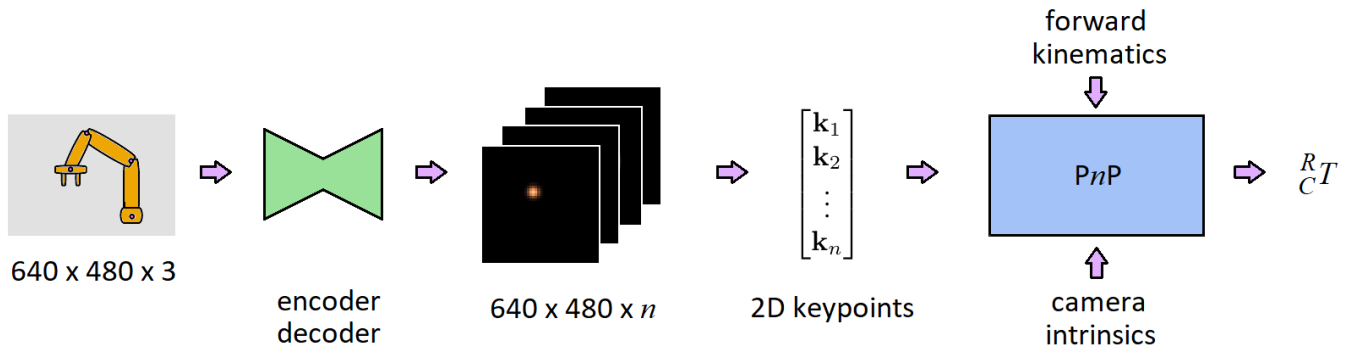 640 x 480 x 3
encoder
decoder
640 x 480 x n
k1
k2
⋮
kn
2D keypoints
forward
kinematics
PnP
camera
intrinsics
R
C T